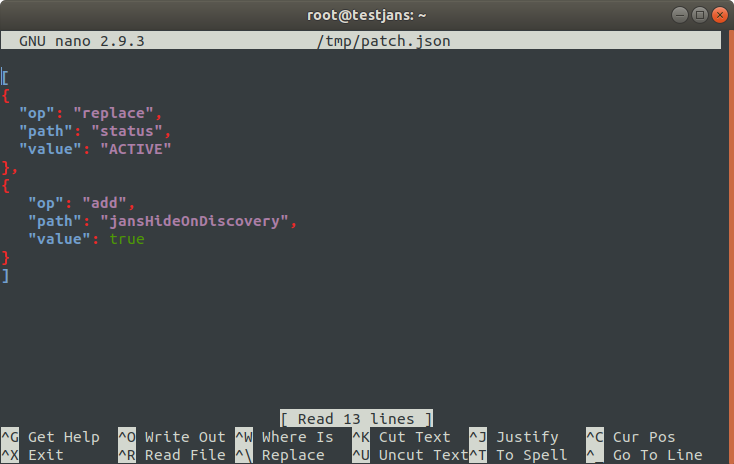 root@testjans: ~
GNU nano 2.9.3 /tmp/patch.json
[
{
  "op": "replace",
  "path": "status",
  "value": "ACTIVE"
},
{
   "op": "add",
   "path": "jansHideOnDiscovery",
   "value": true
}
]
[ Read 13 lines ]
^G Get Help ^O Write Out ^W Where Is ^K Cut Text ^J Justify ^C Cur Pos
^X Exit ^R Read File ^\ Replace ^U Uncut Text ^T To Spell ^_ Go To Line